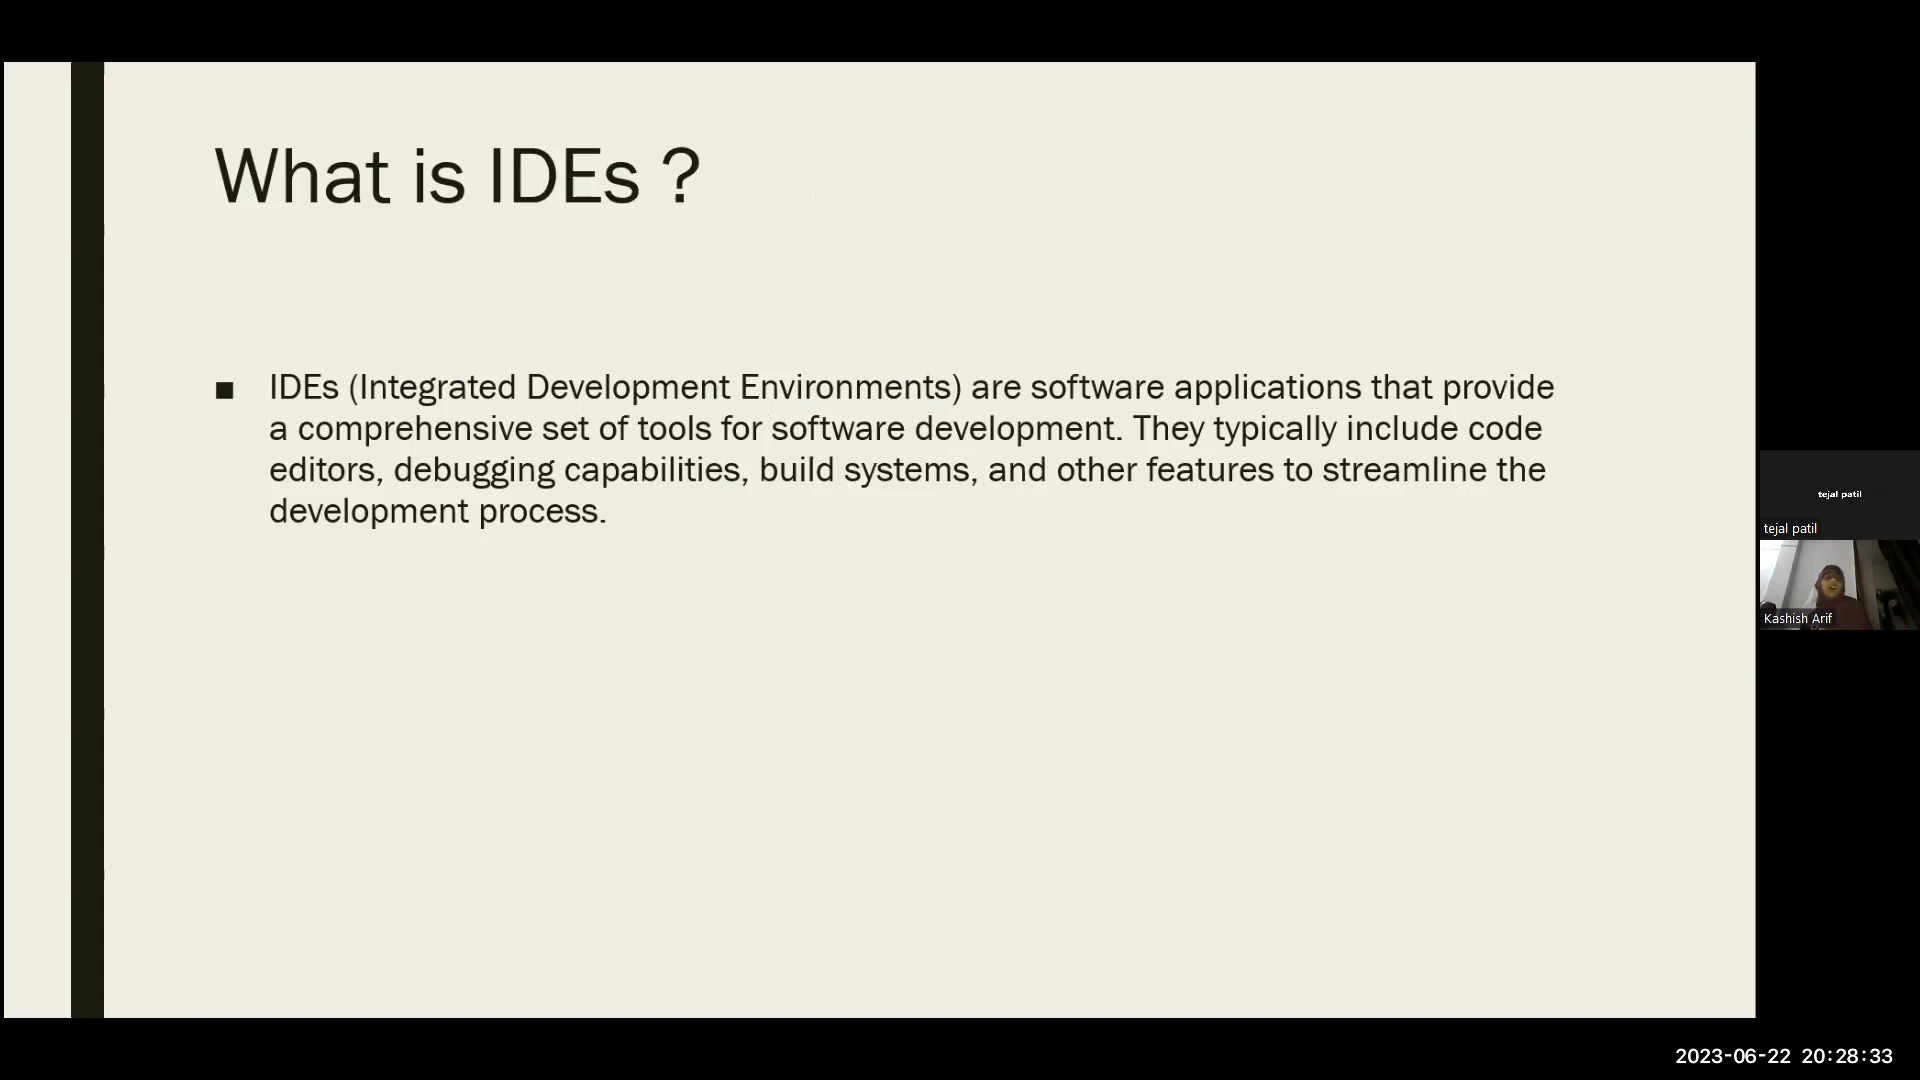 What is IDEs ?
■ IDEs (Integrated Development Environments) are software applications that provide
a comprehensive set of tools for software development. They typically include code
editors, debugging capabilities, build systems, and other features to streamline the
development process.
tejal patil
tejal patil
Kashish Arif
2023-06-22 20:28:33